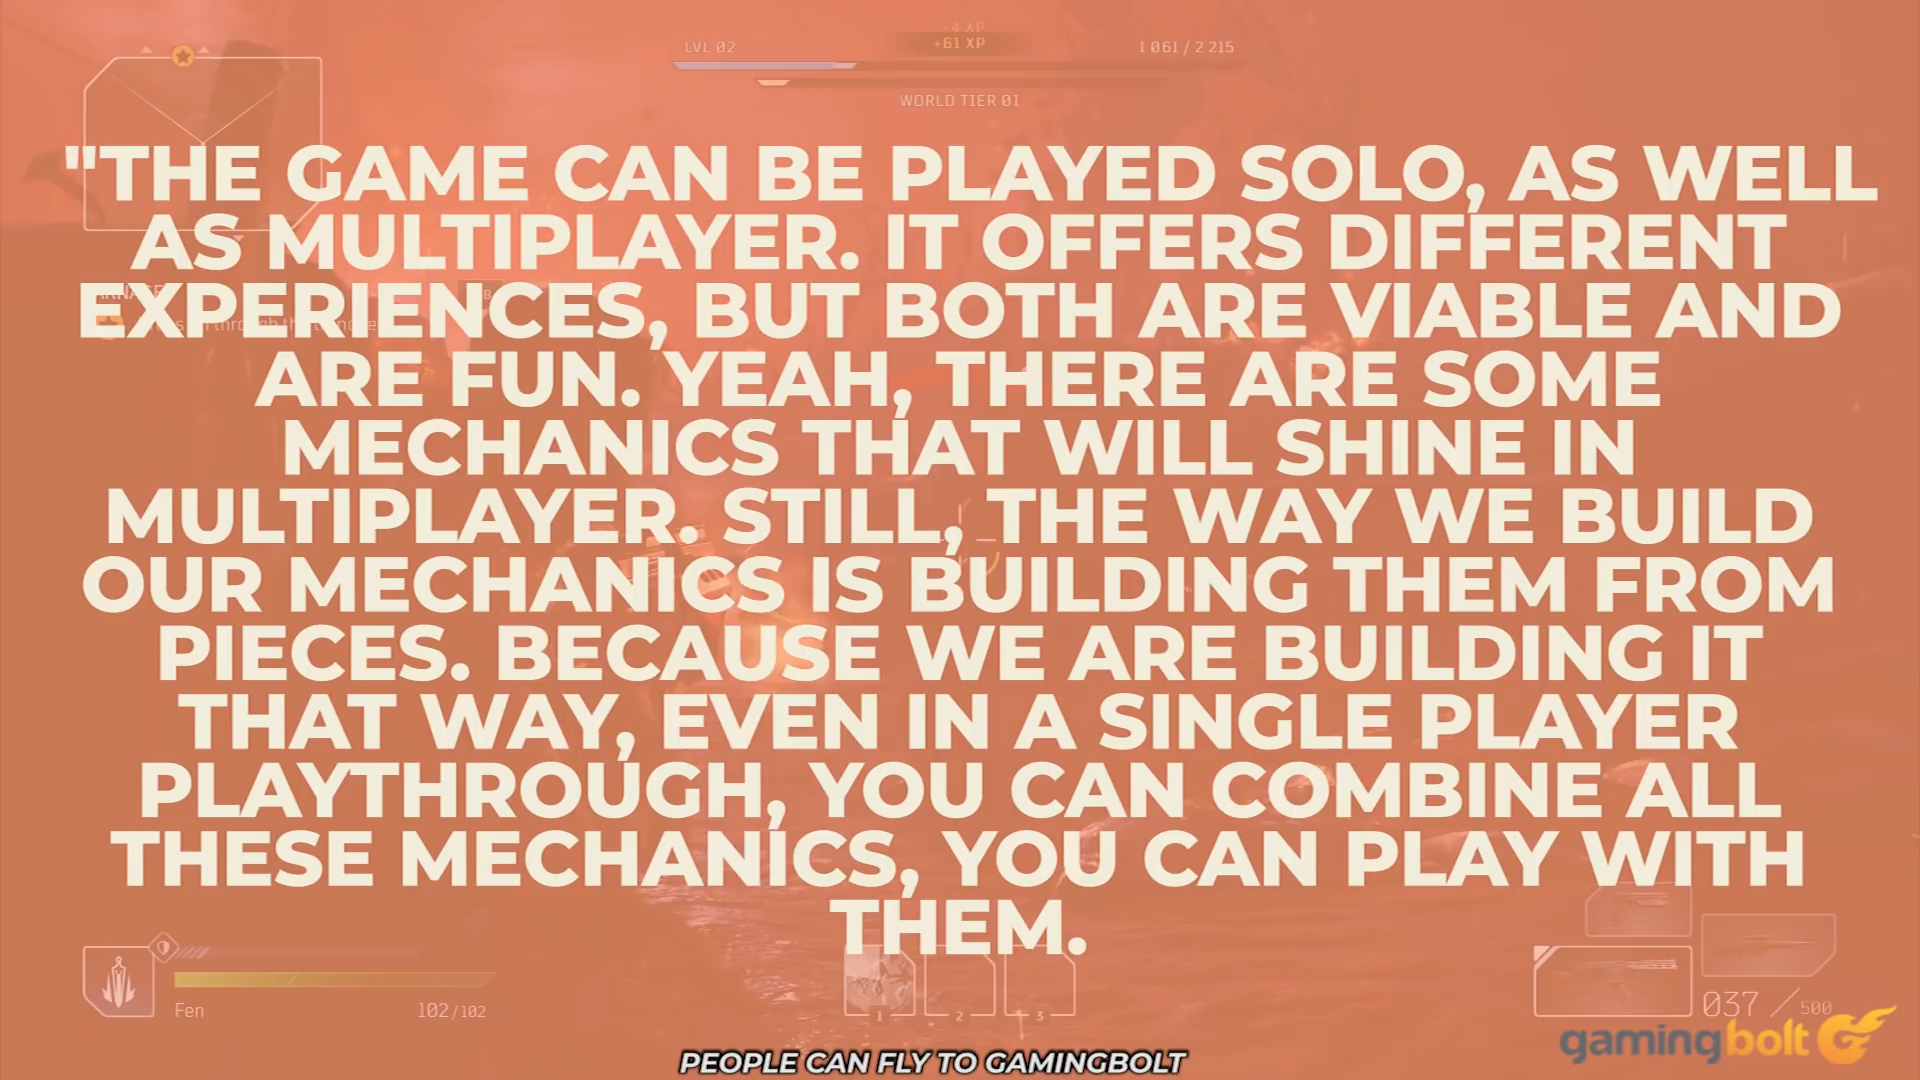 +4 XP
+61 XP
LVL 02
1 061 / 2 215
WORLD TIER 01
"THE GAME CAN BE PLAYED SOLO, AS WELL
AS MULTIPLAYER. IT OFFERS DIFFERENT
EXPERIENCES, BUT BOTH ARE VIABLE AND
ARE FUN. YEAH, THERE ARE SOME
MECHANICS THAT WILL SHINE IN
MULTIPLAYER. STILL, THE WAY WE BUILD
OUR MECHANICS IS BUILDING THEM FROM
PIECES. BECAUSE WE ARE BUILDING IT
THAT WAY, EVEN IN A SINGLE PLAYER
PLAYTHROUGH, YOU CAN COMBINE ALL
THESE MECHANICS, YOU CAN PLAY WITH
THEM.
Fen
102/102
1
2
3
037 / 500
gamingbolt
PEOPLE CAN FLY TO GAMINGBOLT